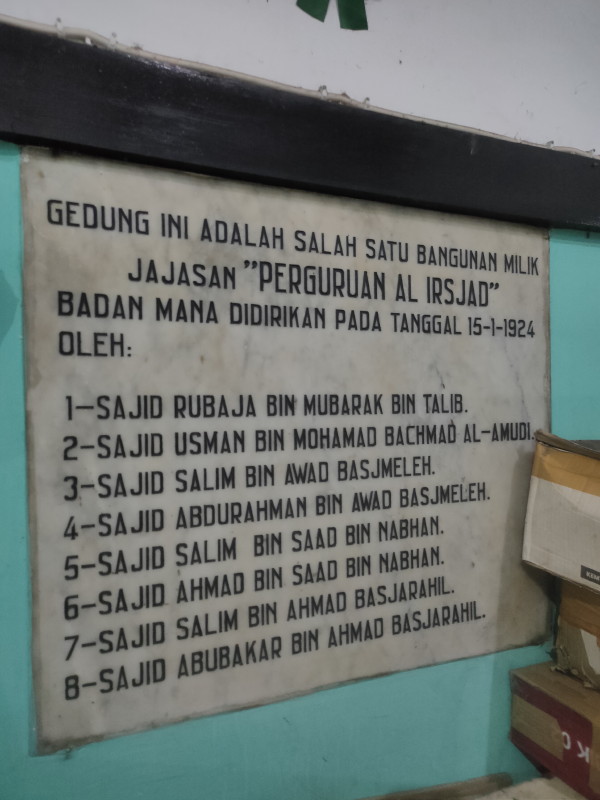 GEDUNG INI ADALAH SALAH SATU BANGUNAN MILIK
JAJASAN "PERGURUAN AL IRSJAD"
BADAN MANA DIDIRIKAN PADA TANGGAL 15-1-1924
OLEH:
1-SAJID RUBAJA BIN MUBARAK BIN TALIB.
2-SAJID USMAN BIN MOHAMAD BACHMAD AL-AMUDI.
3-SAJID SALIM BIN AWAD BASJMELEH.
4-SAJID ABDURAHMAN BIN AWAD BASJMELEH.
5-SAJID SALIM BIN SAAD BIN NABHAN.
6-SAJID AHMAD BIN SAAD BIN NABHAN.
7-SAJID SALIM BIN AHMAD BASJARAHIL.
8-SAJID ABUBAKAR BIN AHMAD BASJARAHIL.